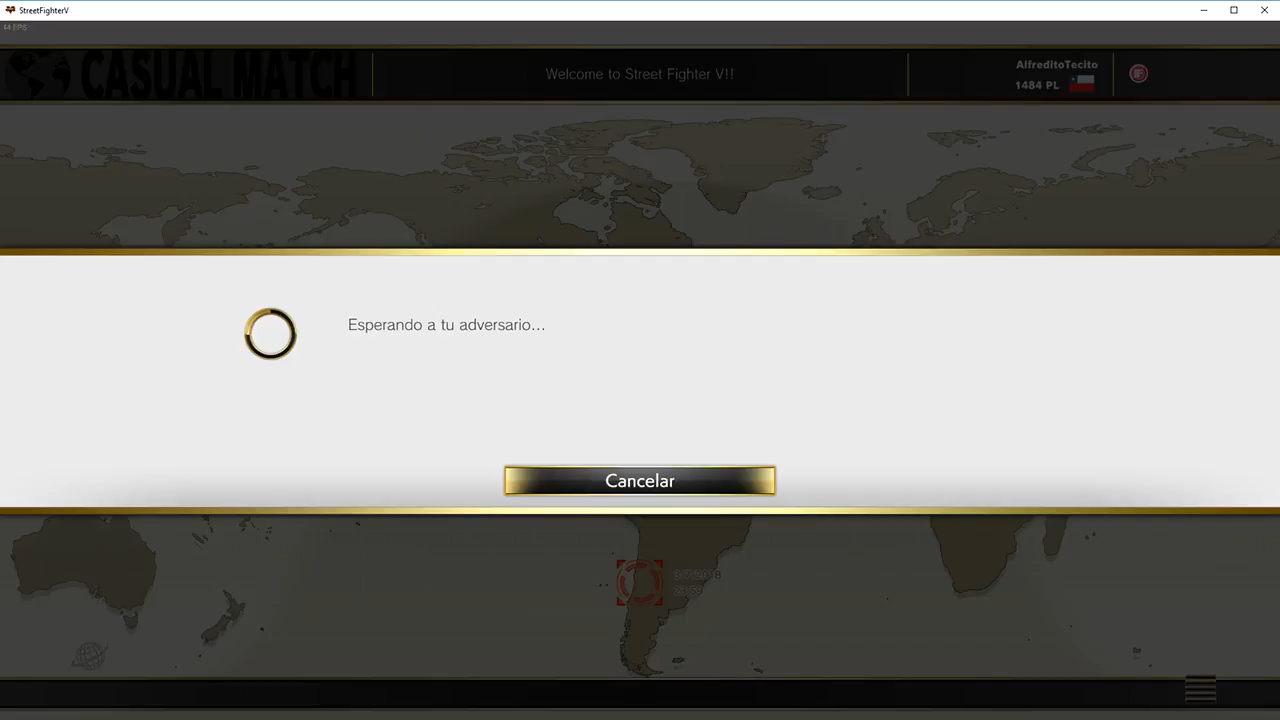 StreetFighterV
CASUAL MATCH
Welcome to Street Fighter V!!
AlfreditoTecito
1484 PL
Esperando a tu adversario...
Cancelar